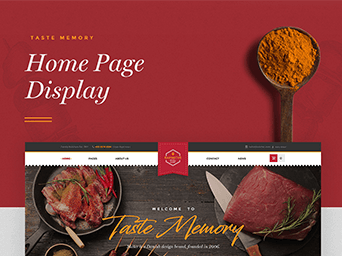 TASTE MEMORY
Home Page
Display
HOME
PAGES
ABOUT US
CONTACT
NEWS
WELCOME TO
Taste Memory